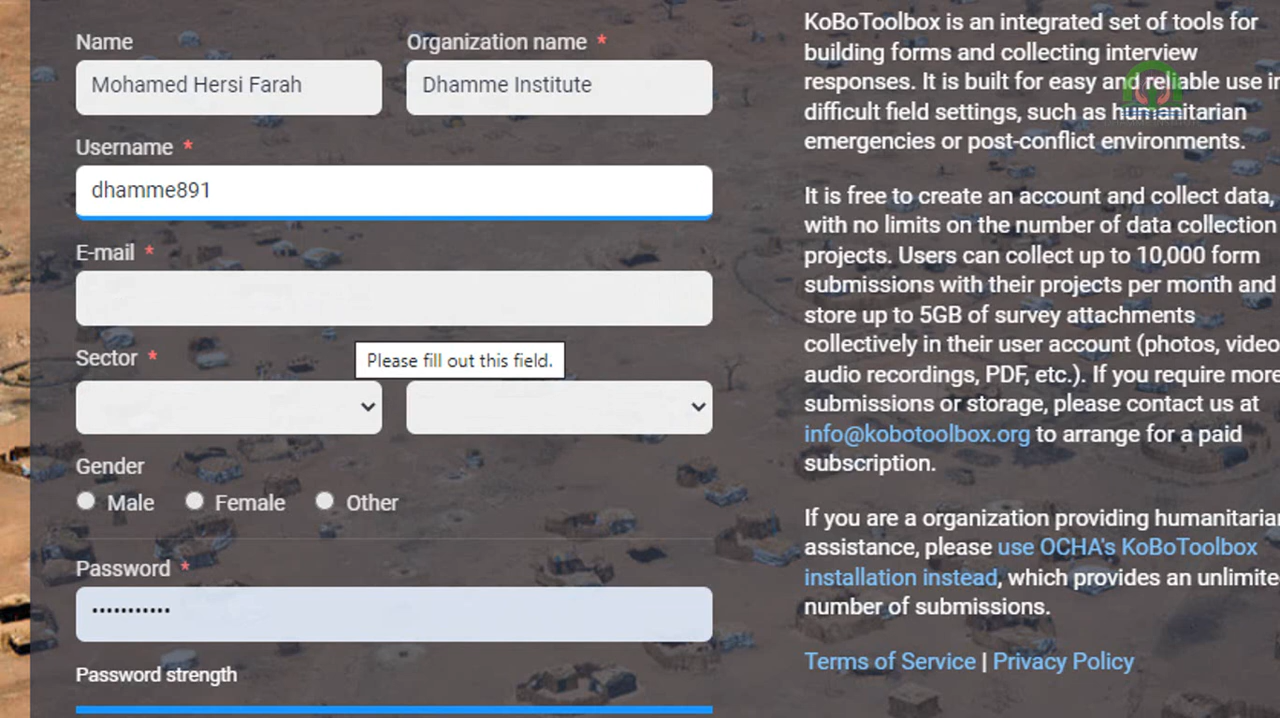 Name
Organization name *
Mohamed Hersi Farah
Dhamme Institute
Username *
dhamme891
E-mail *
Please fill out this field.
Sector *
Gender
Male
Female
Other
Password *
•••••••••••
Password strength
KoBoToolbox is an integrated set of tools for
building forms and collecting interview
responses. It is built for easy and reliable use in
difficult field settings, such as humanitarian
emergencies or post-conflict environments.
It is free to create an account and collect data,
with no limits on the number of data collection
projects. Users can collect up to 10,000 form
submissions with their projects per month and
store up to 5GB of survey attachments
collectively in their user account (photos, video
audio recordings, PDF, etc.). If you require more
submissions or storage, please contact us at
info@kobotoolbox.org to arrange for a paid
subscription.
If you are a organization providing humanitarian
assistance, please use OCHA's KoBoToolbox
installation instead, which provides an unlimite
number of submissions.
Terms of Service | Privacy Policy